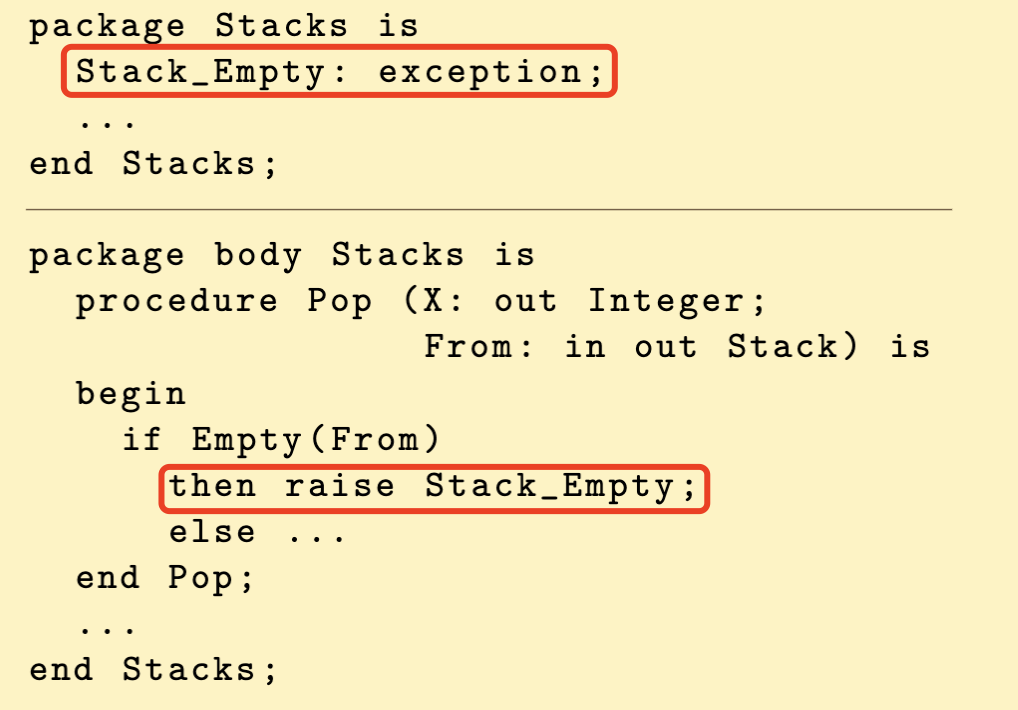 package Stacks is
  Stack_Empty: exception;
  ...
end Stacks;
package body Stacks is
  procedure Pop (X: out Integer;
                 From: in out Stack) is
  begin
    if Empty(From)
      then raise Stack_Empty;
      else ...
  end Pop;
  ...
end Stacks;